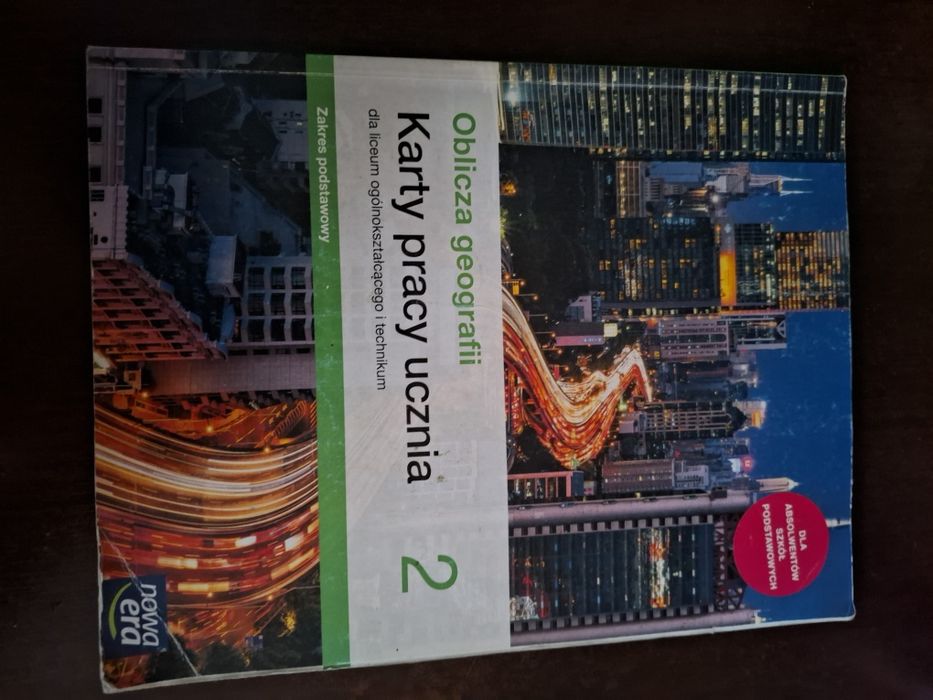 DLA
ABSOLWENTÓW
SZKÓŁ
PODSTAWOWYCH
Oblicza geografii
Karty pracy ucznia 2
dla liceum ogólnokształcącego i technikum
Zakres podstawowy
nowa
era